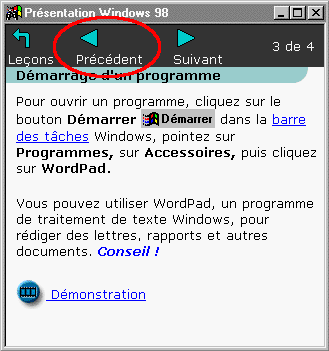 Présentation Windows 98
Leçons Précédent Suivant 3 de 4
Démarrage d'un programme
Pour ouvrir un programme, cliquez sur le
bouton Démarrer Démarrer dans la barre
des tâches Windows, pointez sur
Programmes, sur Accessoires, puis cliquez
sur WordPad.
Vous pouvez utiliser WordPad, un programme
de traitement de texte Windows, pour
rédiger des lettres, rapports et autres
documents. Conseil !
Démonstration